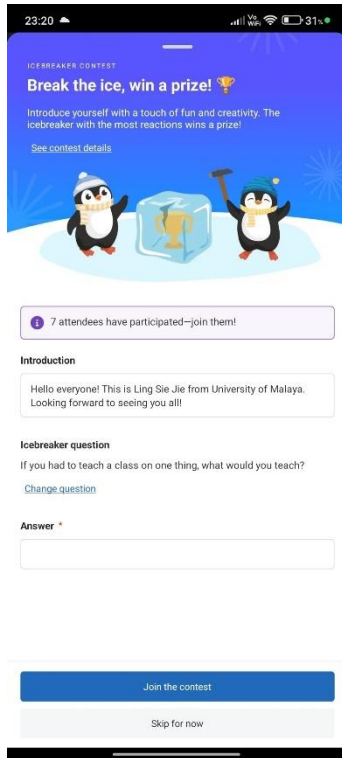 23:20
Vo WiFi 31%
ICEBREAKER CONTEST
Break the ice, win a prize! 🏆
Introduce yourself with a touch of fun and creativity. The
icebreaker with the most reactions wins a prize!
See contest details
7 attendees have participated—join them!
Introduction
Hello everyone! This is Ling Sie Jie from University of Malaya.
Looking forward to seeing you all!
Icebreaker question
If you had to teach a class on one thing, what would you teach?
Change question
Answer *
Join the contest
Skip for now